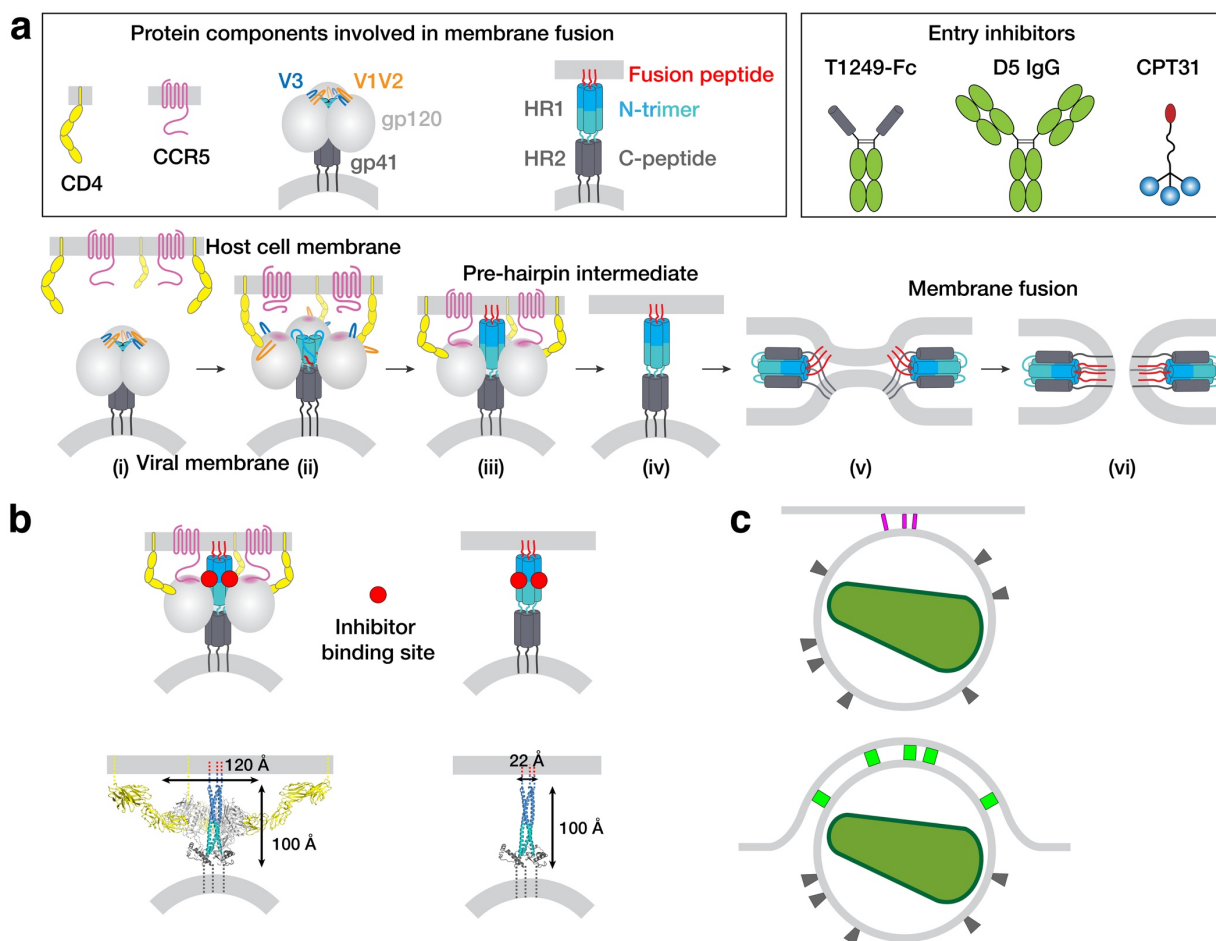 a
Protein components involved in membrane fusion
CD4
CCR5
V3
V1V2
gp120
gp41
Fusion peptide
HR1
N-trimer
HR2
C-peptide
Entry inhibitors
T1249-Fc
D5 IgG
CPT31
Host cell membrane
Pre-hairpin intermediate
Membrane fusion
(i)
Viral membrane
(ii)
(iii)
(iv)
(v)
(vi)
b
Inhibitor
binding site
120 Å
100 Å
22 Å
100 Å
c